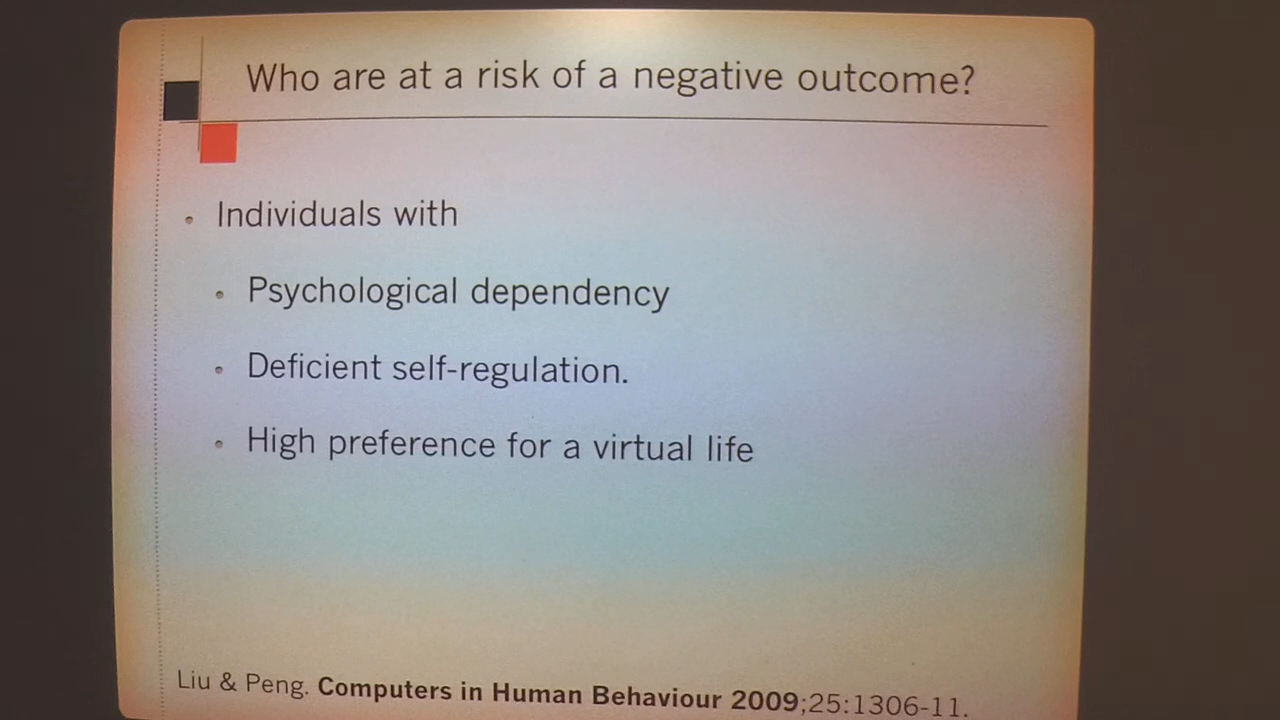 Who are at a risk of a negative outcome?
Individuals with
Psychological dependency
Deficient self-regulation.
High preference for a virtual life
Liu & Peng. Computers in Human Behaviour 2009;25:1306-11.